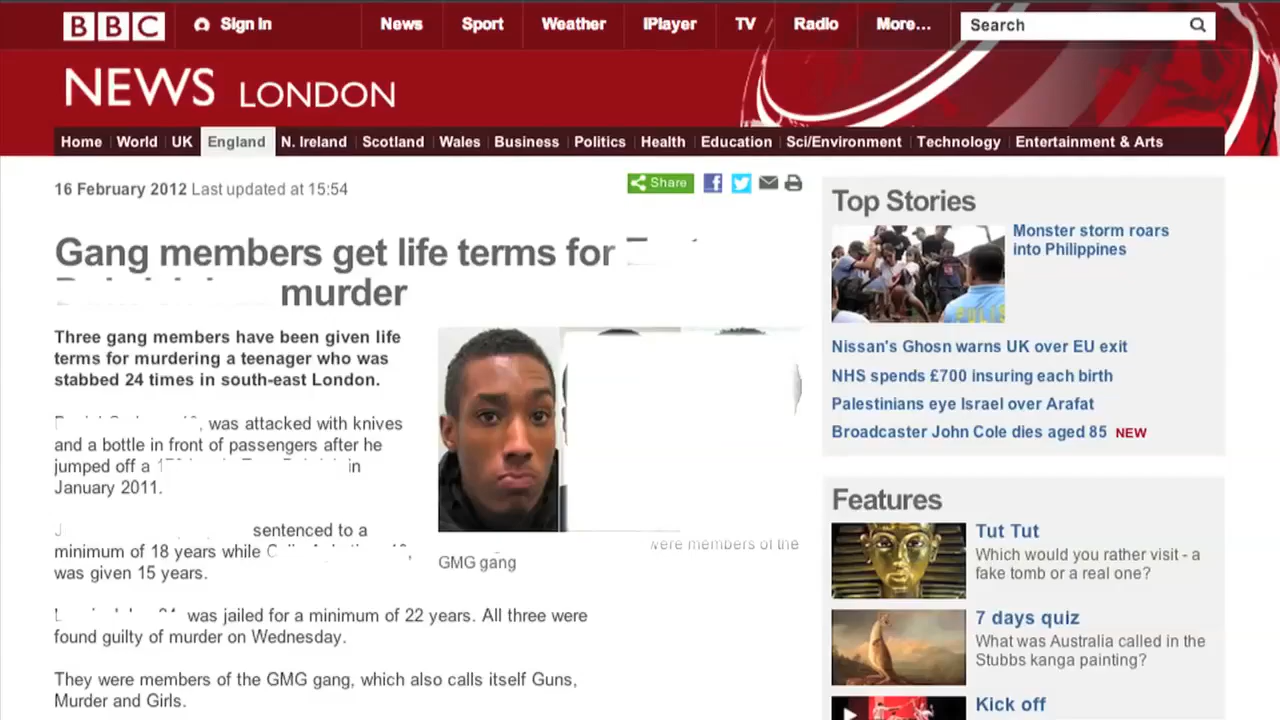 BBC Sign In News Sport Weather IPlayer TV Radio More... Search
NEWS LONDON
Home World UK England N. Ireland Scotland Wales Business Politics Health Education Sci/Environment Technology Entertainment & Arts
16 February 2012 Last updated at 15:54
Share
Gang members get life terms for
murder
Three gang members have been given life
terms for murdering a teenager who was
stabbed 24 times in south-east London.
was attacked with knives
and a bottle in front of passengers after he
jumped off a in
January 2011.
sentenced to a
minimum of 18 years while
was given 15 years.
were members of the
GMG gang
was jailed for a minimum of 22 years. All three were
found guilty of murder on Wednesday.
They were members of the GMG gang, which also calls itself Guns,
Murder and Girls.
Top Stories
Monster storm roars
into Philippines
Nissan's Ghosn warns UK over EU exit
NHS spends £700 insuring each birth
Palestinians eye Israel over Arafat
Broadcaster John Cole dies aged 85 NEW
Features
Tut Tut
Which would you rather visit - a
fake tomb or a real one?
7 days quiz
What was Australia called in the
Stubbs kanga painting?
Kick off